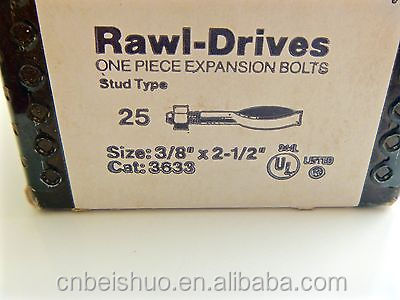 Rawl-Drives
ONE PIECE EXPANSION BOLTS
Stud Type
25
Size: 3/8" x 2-1/2"
Cat: 3633
UL
LISTED
cnbeishuo.en.alibaba.com